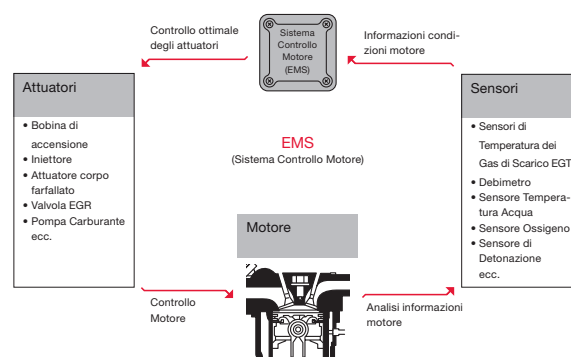 Controllo ottimale
degli attuatori
Sistema
Controllo
Motore
(EMS)
Informazioni condi-
zioni motore
Attuatori
• Bobina di
accensione
• Iniettore
• Attuatore corpo
farfallato
• Valvola EGR
• Pompa Carburante
ecc.
EMS
(Sistema Controllo Motore)
Sensori
• Sensori di
Temperatura dei
Gas di Scarico EGT
• Debimetro
• Sensore Tempera-
tura Acqua
• Sensore Ossigeno
• Sensore di
Detonazione
ecc.
Motore
Controllo
Motore
Analisi informazioni
motore